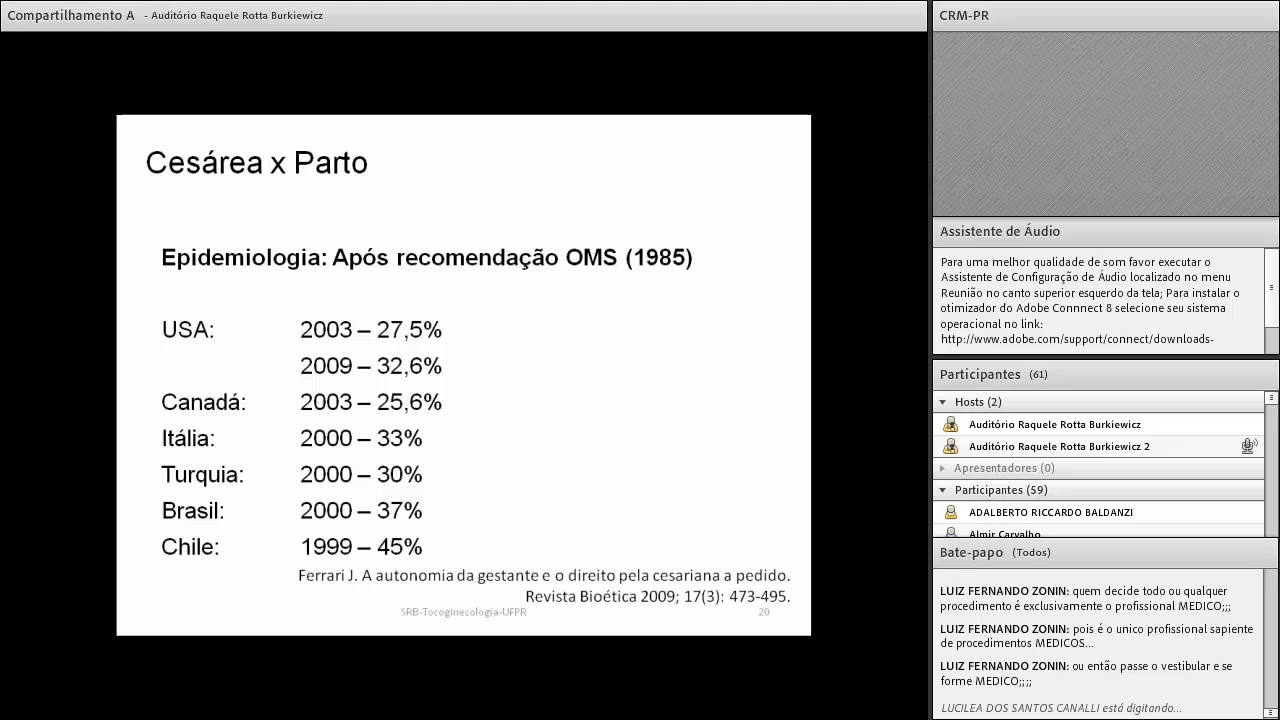 Compartilhamento A - Auditório Raquele Rotta Burkiewicz
Cesárea x Parto
Epidemiologia: Após recomendação OMS (1985)
USA: 2003 – 27,5%
2009 – 32,6%
Canadá: 2003 – 25,6%
Itália: 2000 – 33%
Turquia: 2000 – 30%
Brasil: 2000 – 37%
Chile: 1999 – 45%
Ferrari J. A autonomia da gestante e o direito pela cesariana a pedido.
Revista Bioética 2009; 17(3): 473-495.
SRB-Tocoginecologia-UFPR 20
CRM-PR
Assistente de Áudio
Para uma melhor qualidade de som favor executar o
Assistente de Configuração de Áudio localizado no menu
Reunião no canto superior esquerdo da tela; Para instalar o
otimizador do Adobe Connnect 8 selecione seu sistema
operacional no link:
http://www.adobe.com/support/connect/downloads-
Participantes (61)
Hosts (2)
Auditório Raquele Rotta Burkiewicz
Auditório Raquele Rotta Burkiewicz 2
Apresentadores (0)
Participantes (59)
ADALBERTO RICCARDO BALDANZI
Almir Carvalho
Bate-papo (Todos)
LUIZ FERNANDO ZONIN: quem decide todo ou qualquer
procedimento é exclusivamente o profissional MEDICO;;;
LUIZ FERNANDO ZONIN: pois é o unico profissional sapiente
de procedimentos MEDICOS...
LUIZ FERNANDO ZONIN: ou então passe o vestibular e se
forme MEDICO;;;;
LUCILEA DOS SANTOS CANALLI está digitando...